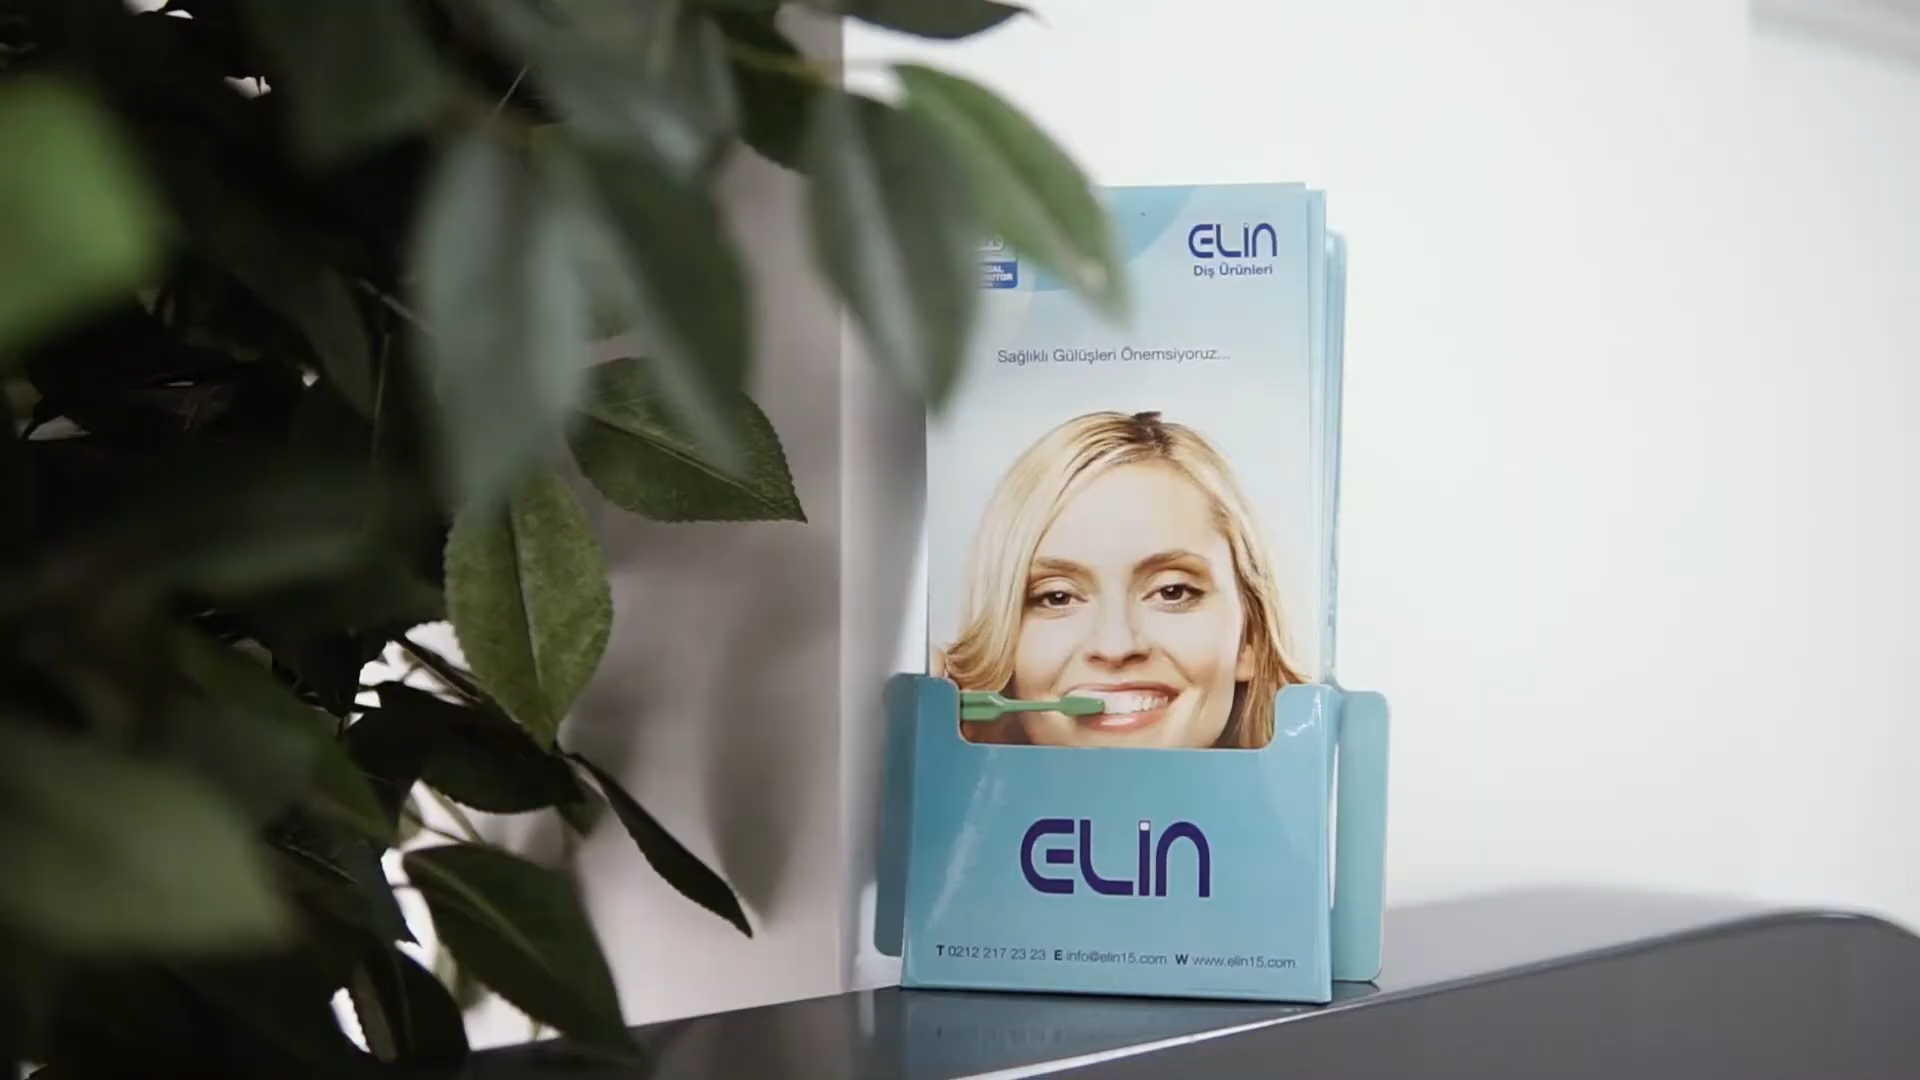 ELin
Diş Ürünleri
Sağlıklı Gülüşleri Önemsiyoruz...
ELin
T 0212 217 23 23 E info@elin15.com W www.elin15.com